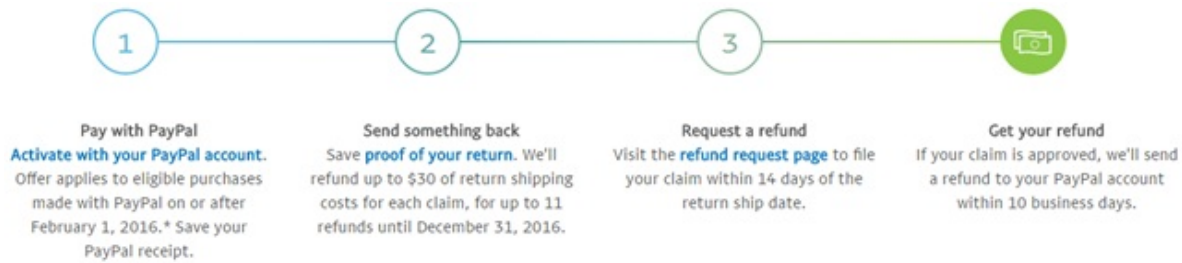 1
2
3
Pay with PayPal
Activate with your PayPal account.
Offer applies to eligible purchases
made with PayPal on or after
February 1, 2016.* Save your
PayPal receipt.
Send something back
Save proof of your return. We'll
refund up to $30 of return shipping
costs for each claim, for up to 11
refunds until December 31, 2016.
Request a refund
Visit the refund request page to file
your claim within 14 days of the
return ship date.
Get your refund
If your claim is approved, we'll send
a refund to your PayPal account
within 10 business days.